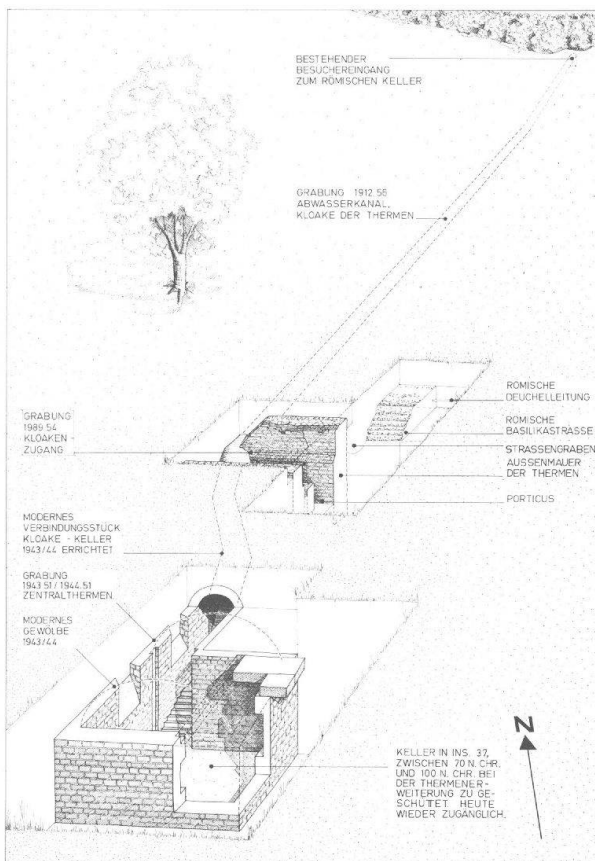 BESTEHENDER
BESUCHEREINGANG
ZUM RÖMISCHEN KELLER
GRABUNG 1912.56
ABWASSERKANAL,
KLOAKE DER THERMEN
RÖMISCHE
DEUCHELLEITUNG
RÖMISCHE
BASILIKASTRASSE
STRASSENGRABEN
AUSSENMAUER
DER THERMEN
PORTICUS
GRABUNG
1989.54
KLOAKEN-
ZUGANG
MODERNES
VERBINDUNGSSTÜCK
KLOAKE - KELLER
1943/44 ERRICHTET
GRABUNG
1943.51 / 1944.51
ZENTRALTHERMEN
MODERNES
GEWÖLBE
1943/44
KELLER IN INS. 37,
ZWISCHEN 70 N. CHR.
UND 100 N. CHR. BEI
DER THERMENER-
WEITERUNG ZU GE-
SCHÜTTET HEUTE
WIEDER ZUGÄNGLICH.
N